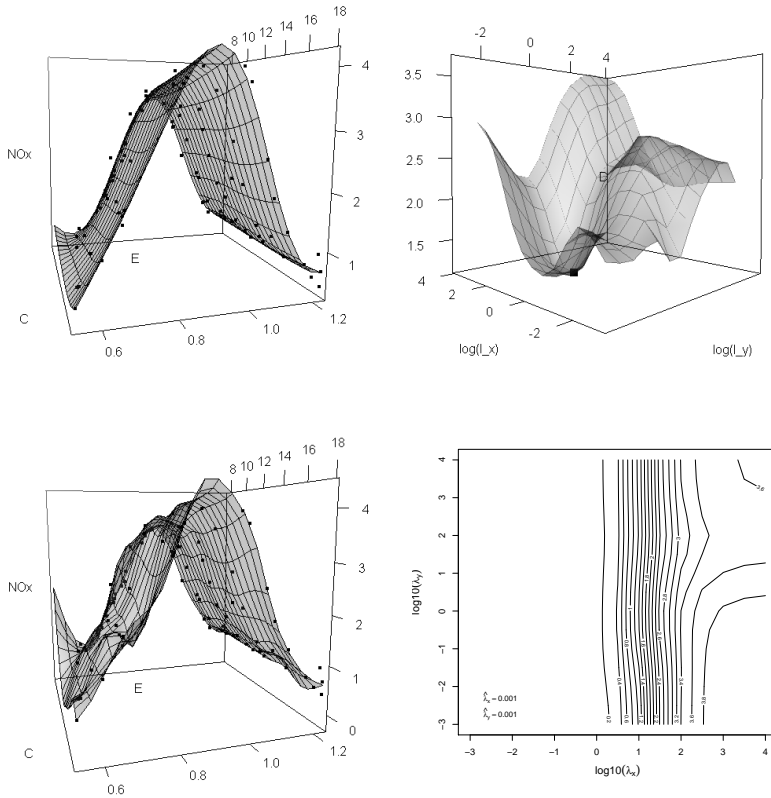 8 10 12 14 16 18
NOx
4
3
2
1
E
C
0.6
0.8
1.0
1.2
-2
0
2
4
3.5
3.0
2.5
2.0
1.5
D
4
2
0
-2
log(l_x)
log(l_y)
8 10 12 14 16 18
NOx
4
3
2
1
0
E
C
0.6
0.8
1.0
1.2
log10(λy)
4
3
2
1
0
-1
-2
-3
λ̂x = 0.001
λ̂y = 0.001
-3 -2 -1 0 1 2 3 4
log10(λx)